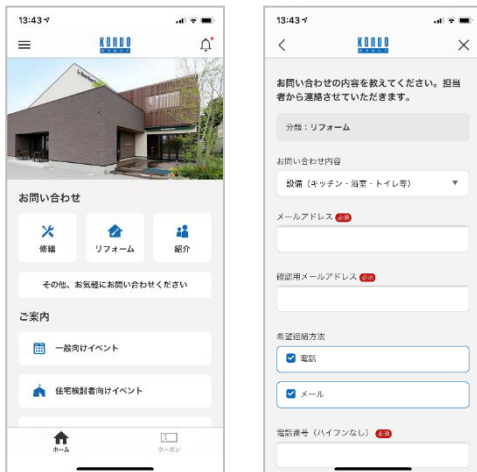 13:43
KONDO
お問い合わせ
修繕
リフォーム
紹介
その他、お気軽にお問い合わせください
ご案内
一般向けイベント
住宅検討者向けイベント
ホーム
クーポン
13:43
KONDO
お問い合わせの内容を教えてください。担当
者から連絡させていただきます。
分類：リフォーム
お問い合わせ内容
設備（キッチン・浴室・トイレ等）
メールアドレス 必須
確認用メールアドレス 必須
希望連絡方法
電話
メール
電話番号（ハイフンなし） 必須